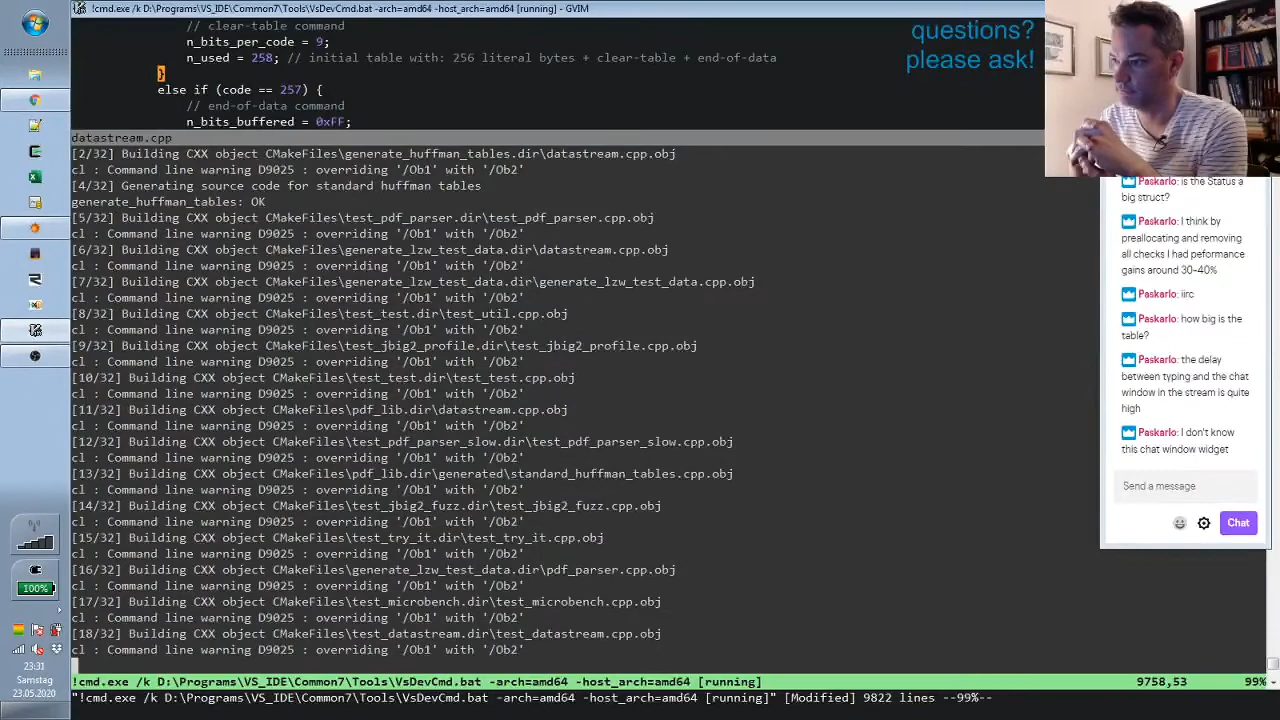 !cmd.exe /k D:\Programs\VS_IDE\Common7\Tools\VsDevCmd.bat -arch=amd64 -host_arch=amd64 [running] - GVIM
// clear-table command
n_bits_per_code = 9;
n_used = 258; // initial table with: 256 literal bytes + clear-table + end-of-data
}
else if (code == 257) {
// end-of-data command
n_bits_buffered = 0xFF;
datastream.cpp
[2/32] Building CXX object CMakeFiles\generate_huffman_tables.dir\datastream.cpp.obj
cl : Command line warning D9025 : overriding '/Ob1' with '/Ob2'
[4/32] Generating source code for standard huffman tables
generate_huffman_tables: OK
[5/32] Building CXX object CMakeFiles\test_pdf_parser.dir\test_pdf_parser.cpp.obj
cl : Command line warning D9025 : overriding '/Ob1' with '/Ob2'
[6/32] Building CXX object CMakeFiles\generate_lzw_test_data.dir\datastream.cpp.obj
cl : Command line warning D9025 : overriding '/Ob1' with '/Ob2'
[7/32] Building CXX object CMakeFiles\generate_lzw_test_data.dir\generate_lzw_test_data.cpp.obj
cl : Command line warning D9025 : overriding '/Ob1' with '/Ob2'
[8/32] Building CXX object CMakeFiles\test_test.dir\test_util.cpp.obj
cl : Command line warning D9025 : overriding '/Ob1' with '/Ob2'
[9/32] Building CXX object CMakeFiles\test_jbig2_profile.dir\test_jbig2_profile.cpp.obj
cl : Command line warning D9025 : overriding '/Ob1' with '/Ob2'
[10/32] Building CXX object CMakeFiles\test_test.dir\test_test.cpp.obj
cl : Command line warning D9025 : overriding '/Ob1' with '/Ob2'
[11/32] Building CXX object CMakeFiles\pdf_lib.dir\datastream.cpp.obj
cl : Command line warning D9025 : overriding '/Ob1' with '/Ob2'
[12/32] Building CXX object CMakeFiles\test_pdf_parser_slow.dir\test_pdf_parser_slow.cpp.obj
cl : Command line warning D9025 : overriding '/Ob1' with '/Ob2'
[13/32] Building CXX object CMakeFiles\pdf_lib.dir\generated\standard_huffman_tables.cpp.obj
cl : Command line warning D9025 : overriding '/Ob1' with '/Ob2'
[14/32] Building CXX object CMakeFiles\test_jbig2_fuzz.dir\test_jbig2_fuzz.cpp.obj
cl : Command line warning D9025 : overriding '/Ob1' with '/Ob2'
[15/32] Building CXX object CMakeFiles\test_try_it.dir\test_try_it.cpp.obj
cl : Command line warning D9025 : overriding '/Ob1' with '/Ob2'
[16/32] Building CXX object CMakeFiles\generate_lzw_test_data.dir\pdf_parser.cpp.obj
cl : Command line warning D9025 : overriding '/Ob1' with '/Ob2'
[17/32] Building CXX object CMakeFiles\test_microbench.dir\test_microbench.cpp.obj
cl : Command line warning D9025 : overriding '/Ob1' with '/Ob2'
[18/32] Building CXX object CMakeFiles\test_datastream.dir\test_datastream.cpp.obj
cl : Command line warning D9025 : overriding '/Ob1' with '/Ob2'
!cmd.exe /k D:\Programs\VS_IDE\Common7\Tools\VsDevCmd.bat -arch=amd64 -host_arch=amd64 [running] 9758,53 99%
"!cmd.exe /k D:\Programs\VS_IDE\Common7\Tools\VsDevCmd.bat -arch=amd64 -host_arch=amd64 [running]" [Modified] 9822 lines --99%--
questions?
please ask!
Paskarlo: is the Status a
big struct?
Paskarlo: I think by
preallocating and removing
all checks I had peformance
gains around 30-40%
Paskarlo: iirc
Paskarlo: how big is the
table?
Paskarlo: the delay
between typing and the chat
window in the stream is quite
high
Paskarlo: I don't know
this chat window widget
Send a message
Chat
100%
23:31
Samstag
23.05.2020